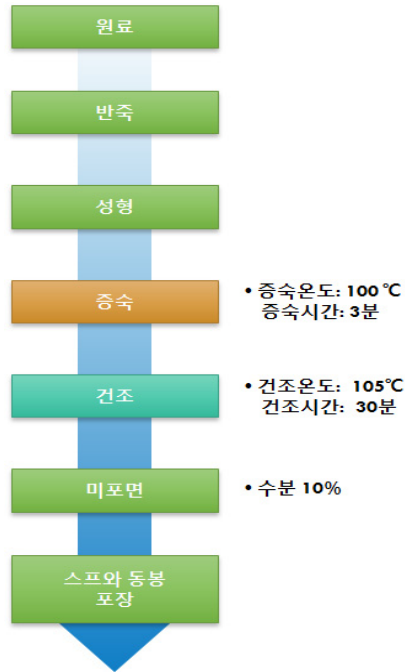 원료
반죽
성형
증숙
• 증숙온도: 100 ℃
증숙시간: 3분
건조
• 건조온도: 105℃
건조시간: 30분
미포면
• 수분 10%
스프와 동봉
포장